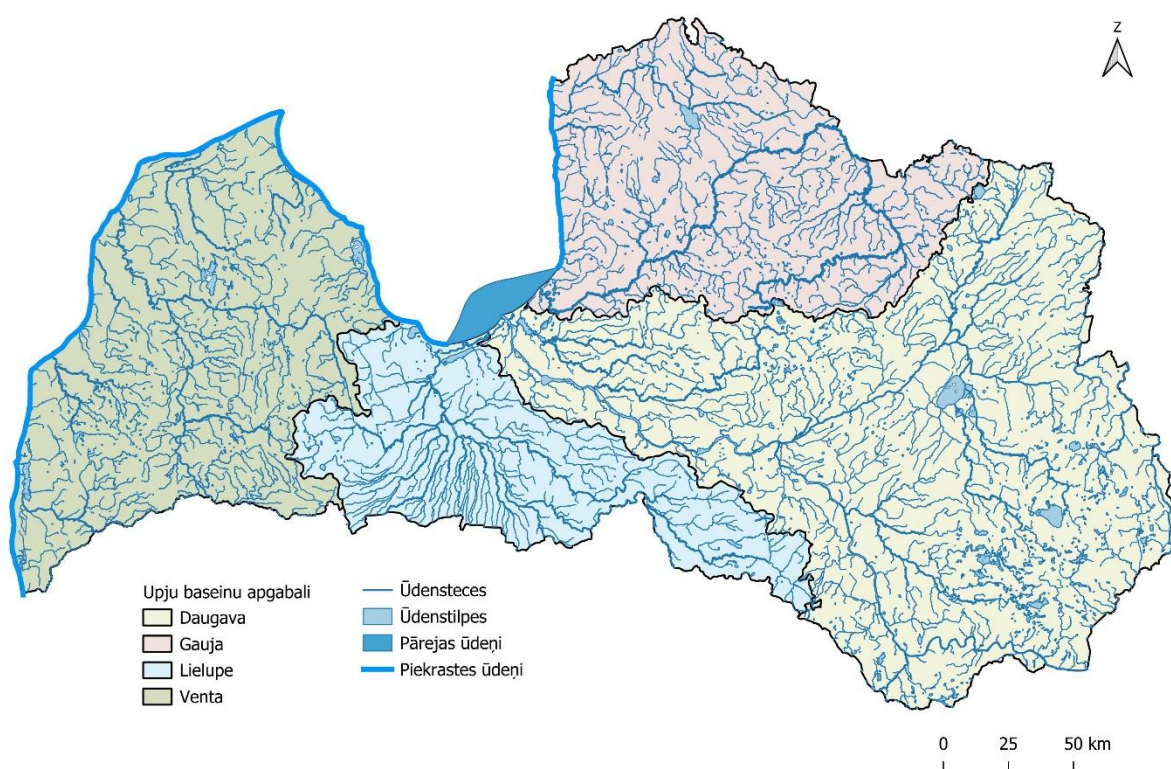 Z
Upju baseinu apgabali
Daugava
Gauja
Lielupe
Venta
Ūdensteces
Ūdenstilpes
Pārejas ūdeņi
Piekrastes ūdeņi
0 25 50 km